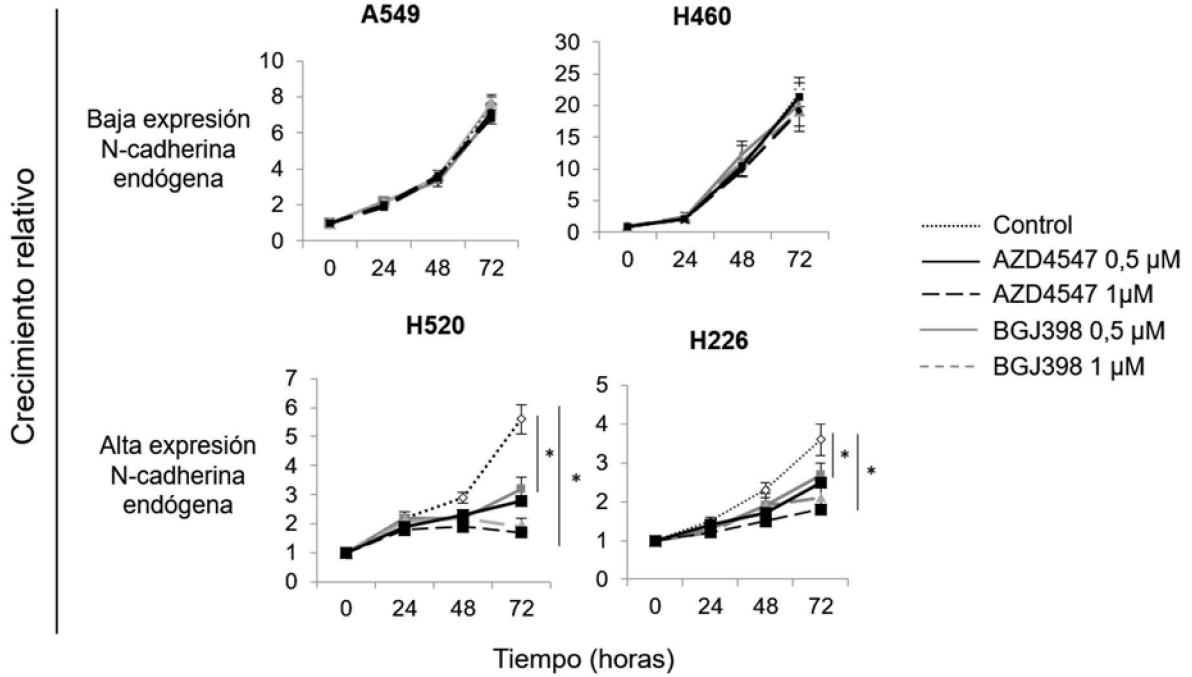 Crecimiento relativo
Baja expresión
N-cadherina
endógena
A549
10
8
6
4
2
0
0 24 48 72
H460
30
25
20
15
10
5
0
0 24 48 72
Control
AZD4547 0,5 µM
AZD4547 1µM
BGJ398 0,5 µM
BGJ398 1 µM
Alta expresión
N-cadherina
endógena
H520
7
6
5
4
3
2
1
0
0 24 48 72
*
*
H226
5
4
3
2
1
0
0 24 48 72
*
*
Tiempo (horas)